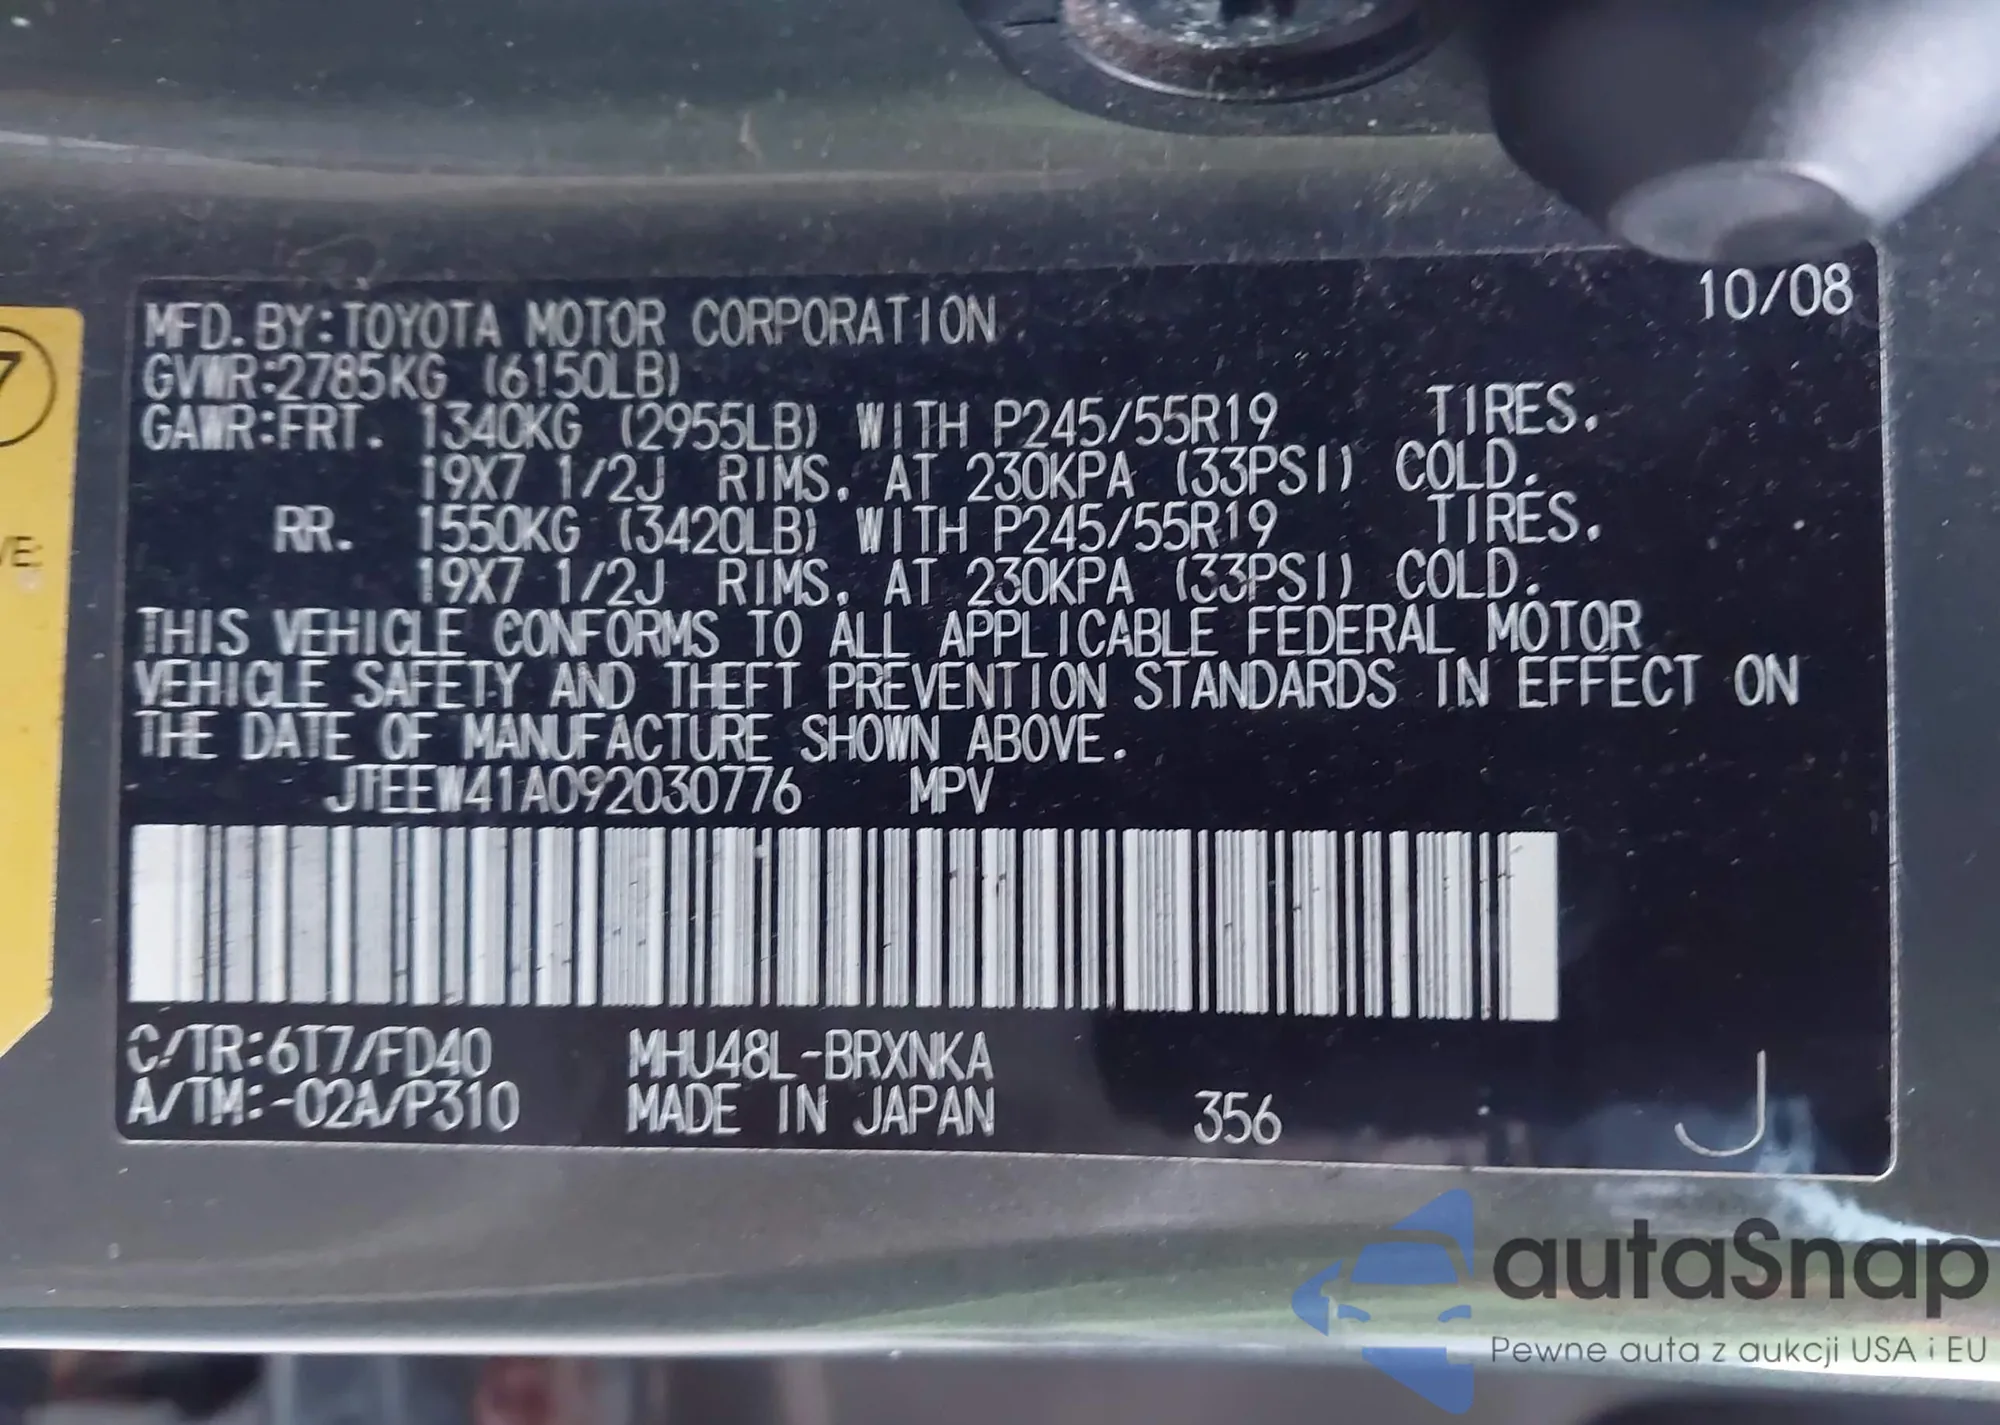 10/08
MFD. BY: TOYOTA MOTOR CORPORATION
GVWR:2785KG (6150LB)
GAWR:FRT. 1340KG (2955LB) WITH P245/55R19 TIRES.
19X7 1/2J RIMS, AT 230KPA (33PSI) COLD.
RR. 1550KG (3420LB) WITH P245/55R19 TIRES,
19X7 1/2J RIMS, AT 230KPA (33PSI) COLD.
THIS VEHICLE CONFORMS TO ALL APPLICABLE FEDERAL MOTOR
VEHICLE SAFETY AND THEFT PREVENTION STANDARDS IN EFFECT ON
THE DATE OF MANUFACTURE SHOWN ABOVE.
JTEEW41A092030776 MPV
C/TR:6T7/FD40 MHU48L-BRXNKA
A/TM:-02A/P310 MADE IN JAPAN 356 J
7
VE:
autaSnap
Pewne auta z aukcji USA i EU